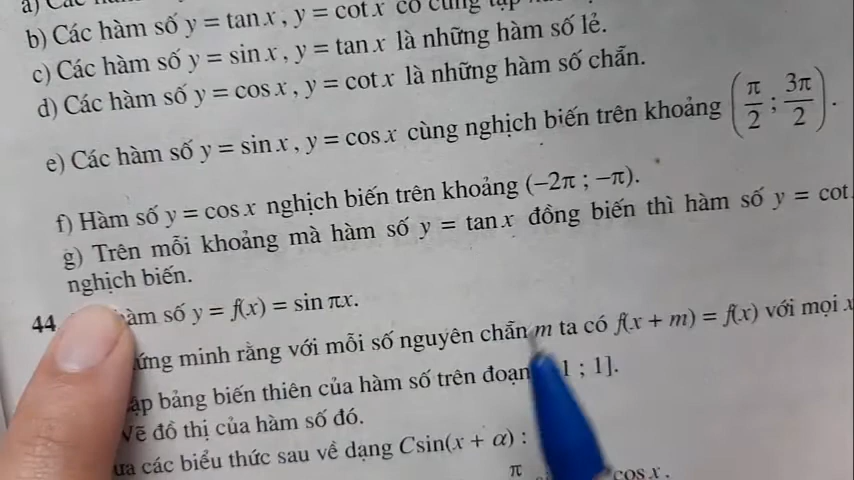 b) Các hàm số y = tan x , y = cot x có cùng
c) Các hàm số y = sin x , y = tan x là những hàm số lẻ.
d) Các hàm số y = cos x , y = cot x là những hàm số chẵn.
e) Các hàm số y = sin x , y = cos x cùng nghịch biến trên khoảng (π/2 ; 3π/2).
f) Hàm số y = cos x nghịch biến trên khoảng (–2π ; –π).
g) Trên mỗi khoảng mà hàm số y = tan x đồng biến thì hàm số y = cot
nghịch biến.
44 hàm số y = f(x) = sin πx.
minh rằng với mỗi số nguyên chẵn m ta có f(x + m) = f(x) với mọi x
bảng biến thiên của hàm số trên đoạn 1 ; 1].
Vẽ đồ thị của hàm số đó.
các biểu thức sau về dạng Csin(x + α) :
π cos x .